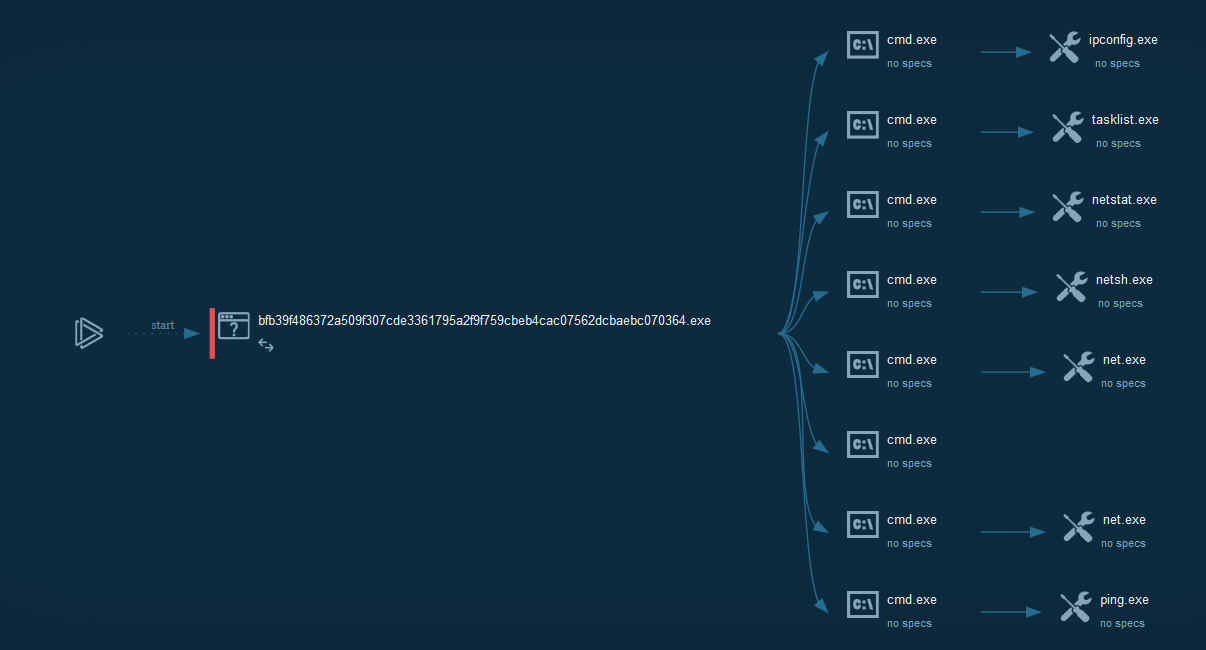 cmd.exe
no specs
ipconfig.exe
no specs
cmd.exe
no specs
tasklist.exe
no specs
cmd.exe
no specs
netstat.exe
no specs
cmd.exe
no specs
netsh.exe
no specs
start
bfb39f486372a509f307cde3361795a2f9f759cbeb4cac07562dcbaebc070364.exe
cmd.exe
no specs
net.exe
no specs
cmd.exe
no specs
cmd.exe
no specs
net.exe
no specs
cmd.exe
no specs
ping.exe
no specs
C:\
C:\
C:\
C:\
C:\
C:\
C:\
C:\
?